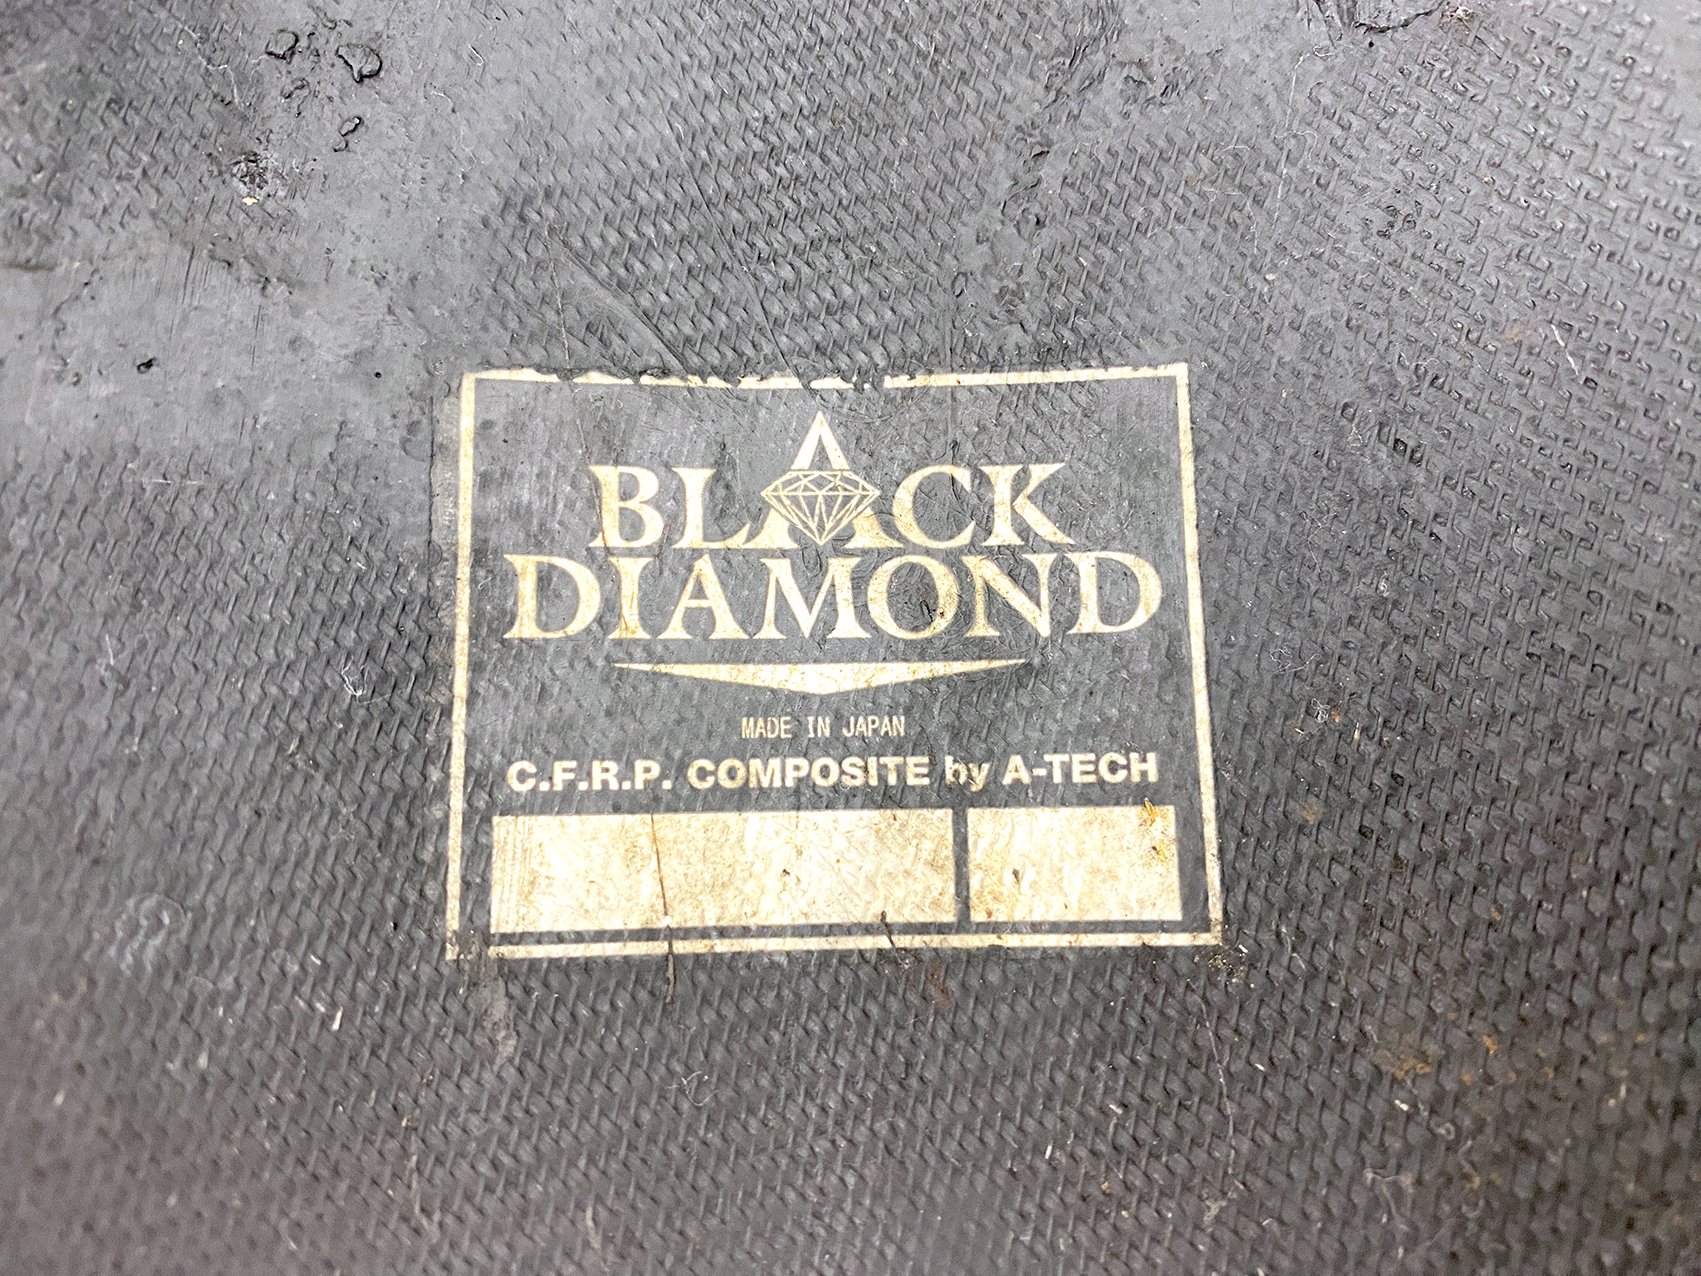 BLACK
DIAMOND
MADE IN JAPAN
C.F.R.P. COMPOSITE by A-TECH